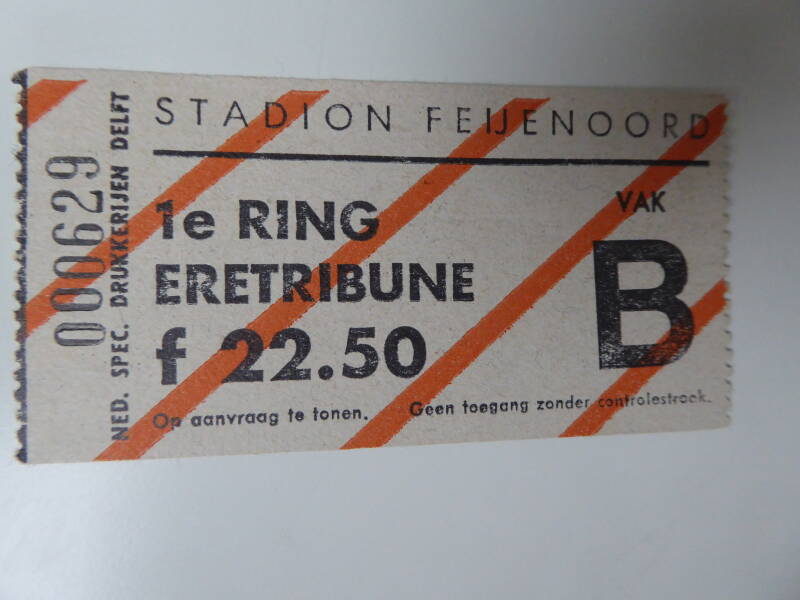 STADION FEIJENOORD
1e RING
ERETRIBUNE
f 22.50
VAK
B
Op aanvraag te tonen.
Geen toegang zonder controlestrook.
000629
NED. SPEC. DRUKKERIJEN DELFT